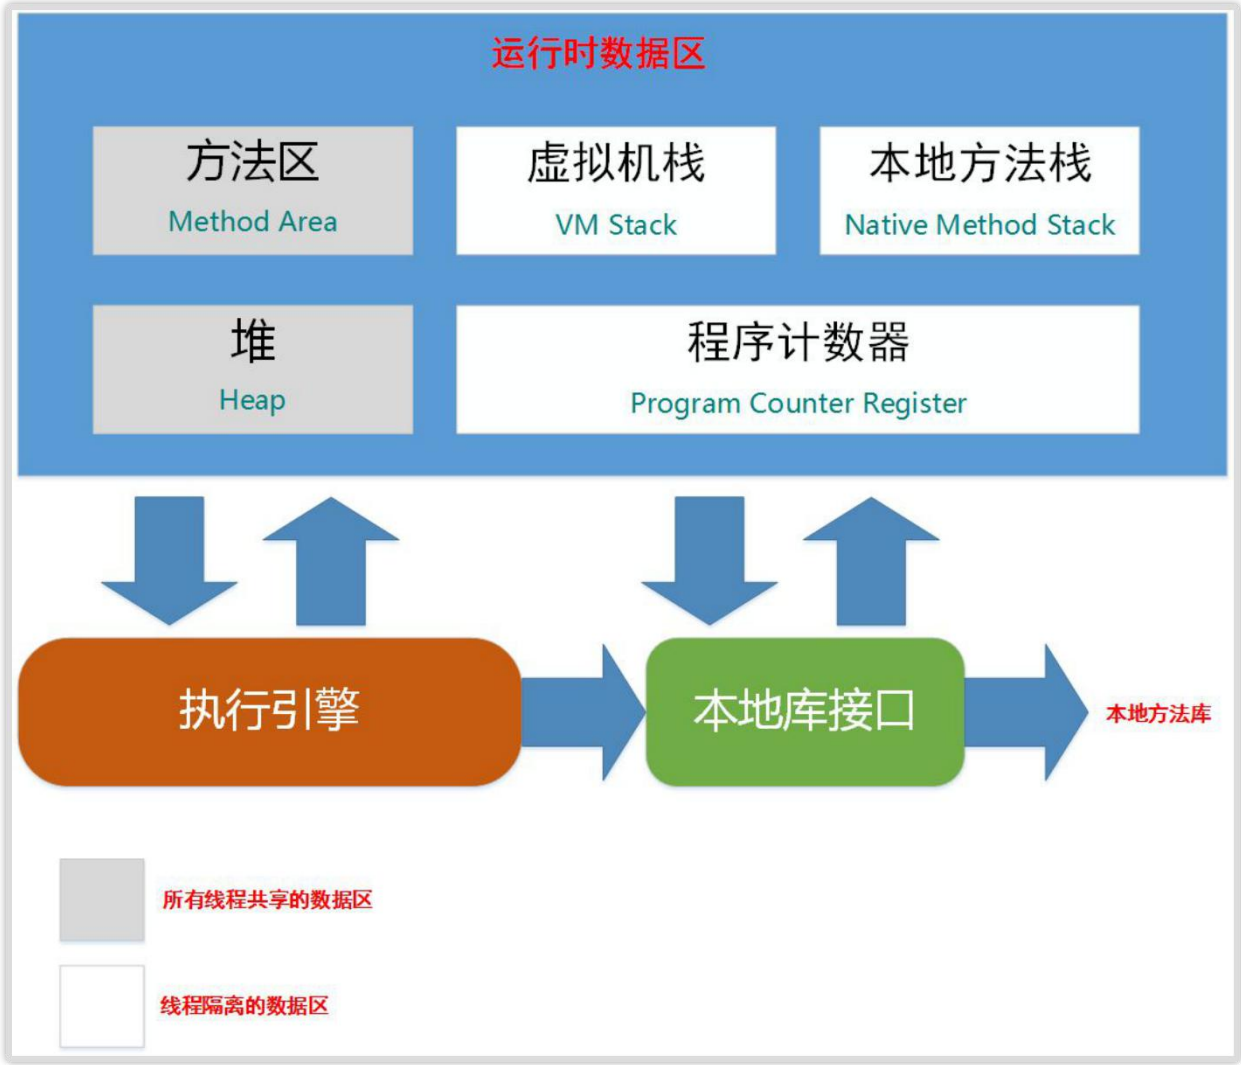 运行时数据区
方法区
Method Area
虚拟机栈
VM Stack
本地方法栈
Native Method Stack
堆
Heap
程序计数器
Program Counter Register
执行引擎
本地库接口
本地方法库
所有线程共享的数据区
线程隔离的数据区